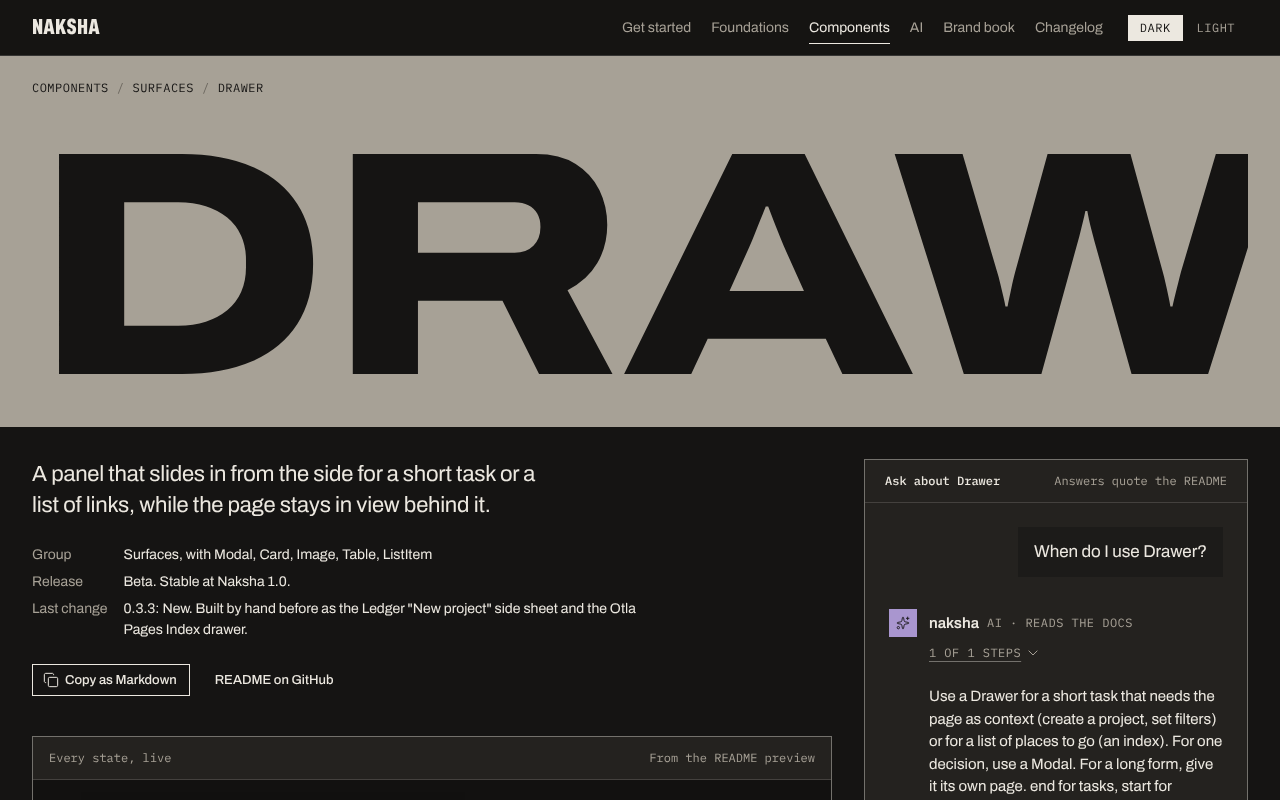 NAKSHA
Get started Foundations Components AI Brand book Changelog DARK LIGHT
COMPONENTS / SURFACES / DRAWER
DRAW
A panel that slides in from the side for a short task or a
list of links, while the page stays in view behind it.
Group Surfaces, with Modal, Card, Image, Table, ListItem
Release Beta. Stable at Naksha 1.0.
Last change 0.3.3: New. Built by hand before as the Ledger "New project" side sheet and the Otla
Pages Index drawer.
Copy as Markdown README on GitHub
Every state, live From the README preview
Ask about Drawer Answers quote the README
When do I use Drawer?
naksha AI · READS THE DOCS
1 OF 1 STEPS
Use a Drawer for a short task that needs the
page as context (create a project, set filters)
or for a list of places to go (an index). For one
decision, use a Modal. For a long form, give
it its own page. end for tasks, start for